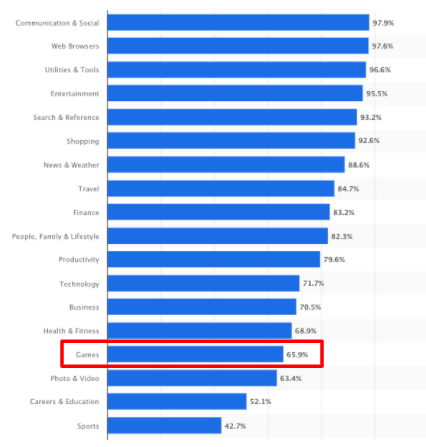 Communication & Social 97.9%
Web Browsers 97.6%
Utilities & Tools 96.6%
Entertainment 95.5%
Search & Reference 93.2%
Shopping 92.6%
News & Weather 88.6%
Travel 84.7%
Finance 83.2%
People, Family & Lifestyle 82.3%
Productivity 79.6%
Technology 71.7%
Business 70.5%
Health & Fitness 68.9%
Games 65.9%
Photo & Video 63.4%
Careers & Education 52.1%
Sports 42.7%